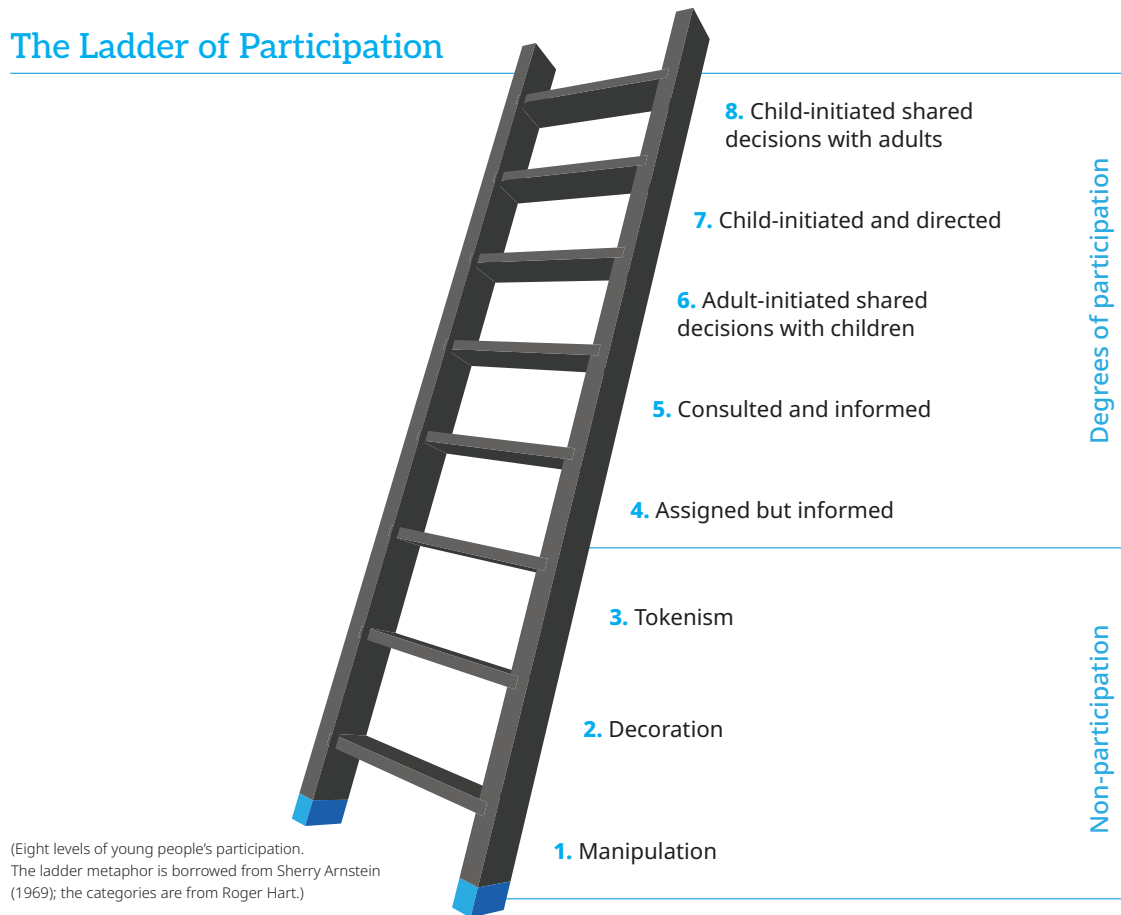 The Ladder of Participation
8. Child-initiated shared
decisions with adults
7. Child-initiated and directed
6. Adult-initiated shared
decisions with children
5. Consulted and informed
4. Assigned but informed
Degrees of participation
3. Tokenism
2. Decoration
1. Manipulation
Non-participation
(Eight levels of young people’s participation.
The ladder metaphor is borrowed from Sherry Arnstein
(1969); the categories are from Roger Hart.)